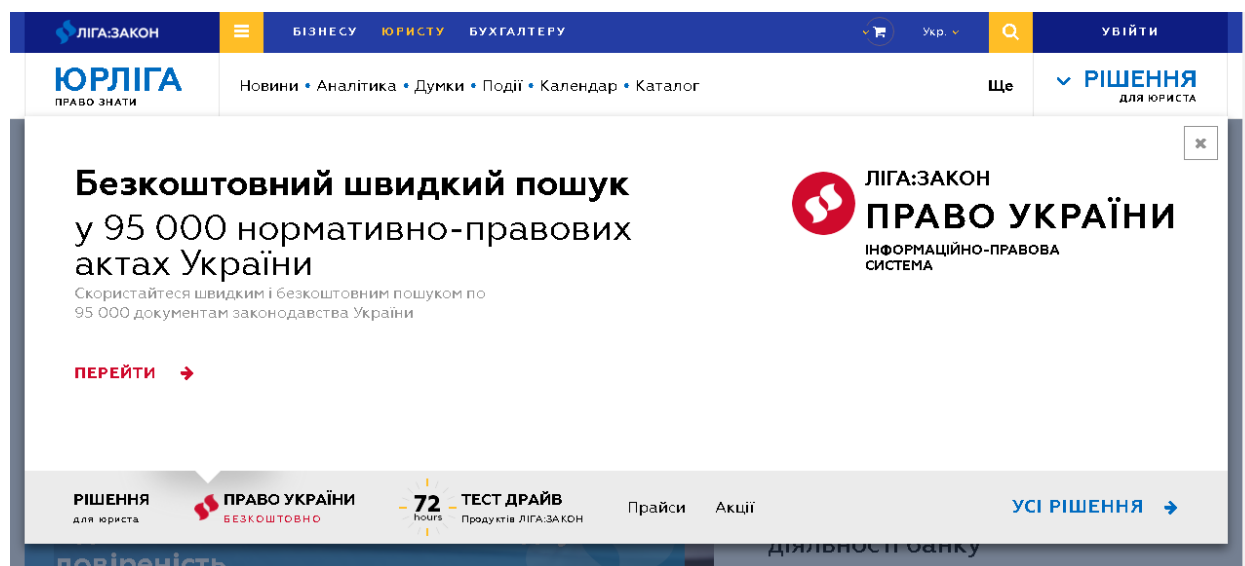 ЛІГА:ЗАКОН
БІЗНЕСУ ЮРИСТУ БУХГАЛТЕРУ
Укр.
УВІЙТИ
ЮРЛІГА
ПРАВО ЗНАТИ
Новини • Аналітика • Думки • Події • Календар • Каталог
Ще
РІШЕННЯ
для юриста
Безкоштовний швидкий пошук
у 95 000 нормативно-правових
актах України
Скористайтеся швидким і безкоштовним пошуком по
95 000 документам законодавства України
ПЕРЕЙТИ
ЛІГА:ЗАКОН
ПРАВО УКРАЇНИ
ІНФОРМАЦІЙНО-ПРАВОВА
СИСТЕМА
РІШЕННЯ
для юриста
ПРАВО УКРАЇНИ
БЕЗКОШТОВНО
72
hours
ТЕСТ ДРАЙВ
Продуктів ЛІГА:ЗАКОН
Прайси
Акції
УСІ РІШЕННЯ
діяльності банку